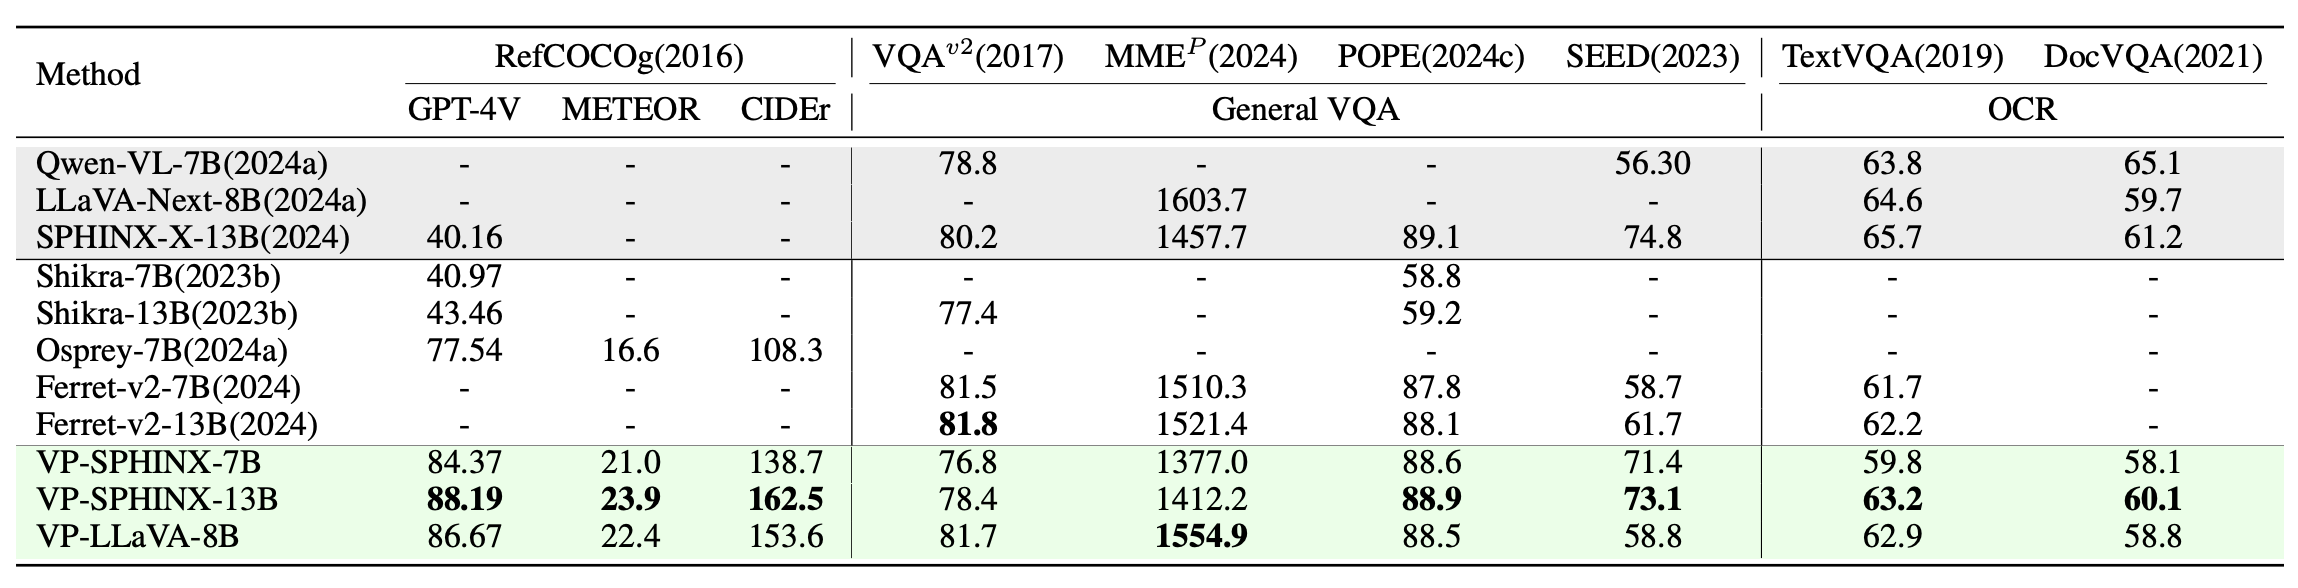 Method RefCOCOg(2016) VQA^v2(2017) MME^P(2024) POPE(2024c) SEED(2023) TextVQA(2019) DocVQA(2021)
GPT-4V METEOR CIDEr General VQA OCR
Qwen-VL-7B(2024a) - - - 78.8 - - 56.30 63.8 65.1
LLaVA-Next-8B(2024a) - - - - 1603.7 - - 64.6 59.7
SPHINX-X-13B(2024) 40.16 - - 80.2 1457.7 89.1 74.8 65.7 61.2
Shikra-7B(2023b) 40.97 - - - - 58.8 - - -
Shikra-13B(2023b) 43.46 - - 77.4 - 59.2 - - -
Osprey-7B(2024a) 77.54 16.6 108.3 - - - - - -
Ferret-v2-7B(2024) - - - 81.5 1510.3 87.8 58.7 61.7 -
Ferret-v2-13B(2024) - - - 81.8 1521.4 88.1 61.7 62.2 -
VP-SPHINX-7B 84.37 21.0 138.7 76.8 1377.0 88.6 71.4 59.8 58.1
VP-SPHINX-13B 88.19 23.9 162.5 78.4 1412.2 88.9 73.1 63.2 60.1
VP-LLaVA-8B 86.67 22.4 153.6 81.7 1554.9 88.5 58.8 62.9 58.8